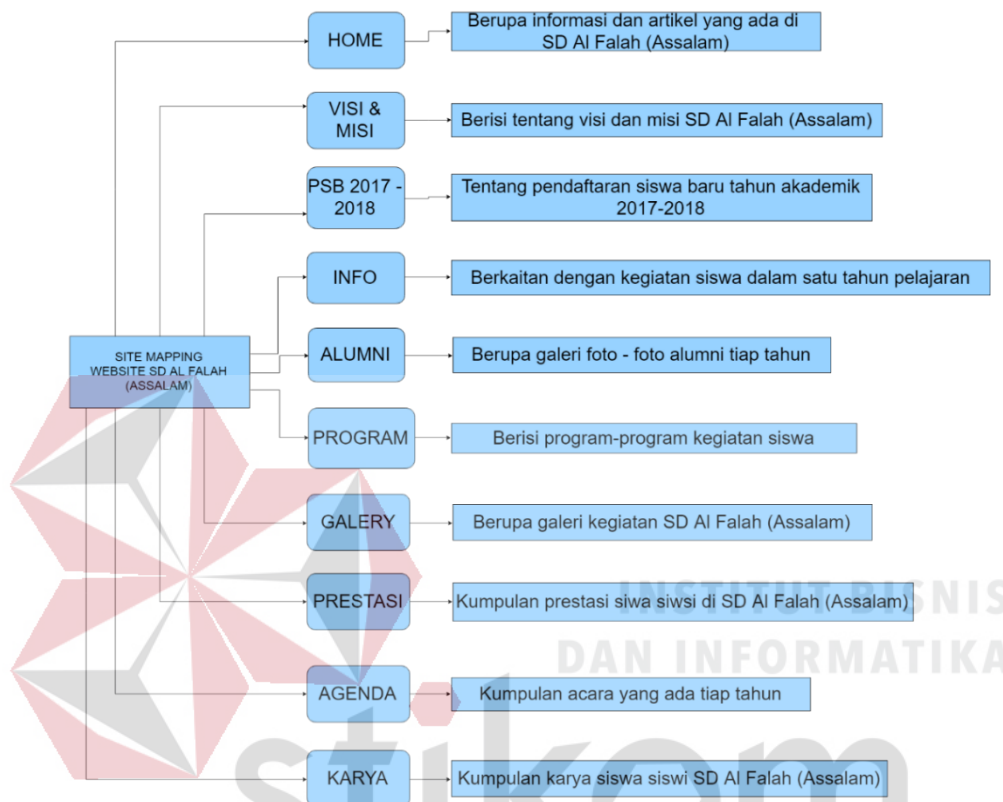 HOME
Berupa informasi dan artikel yang ada di
SD Al Falah (Assalam)
VISI &
MISI
Berisi tentang visi dan misi SD Al Falah (Assalam)
PSB 2017 -
2018
Tentang pendaftaran siswa baru tahun akademik
2017-2018
INFO
Berkaitan dengan kegiatan siswa dalam satu tahun pelajaran
SITE MAPPING
WEBSITE SD AL FALAH
(ASSALAM)
ALUMNI
Berupa galeri foto - foto alumni tiap tahun
PROGRAM
Berisi program-program kegiatan siswa
GALERY
Berupa galeri kegiatan SD Al Falah (Assalam)
PRESTASI
Kumpulan prestasi siwa siwsi di SD Al Falah (Assalam)
INSTITUT BISNIS
DAN INFORMATIKA
AGENDA
Kumpulan acara yang ada tiap tahun
stikom
KARYA
Kumpulan karya siswa siswi SD Al Falah (Assalam)